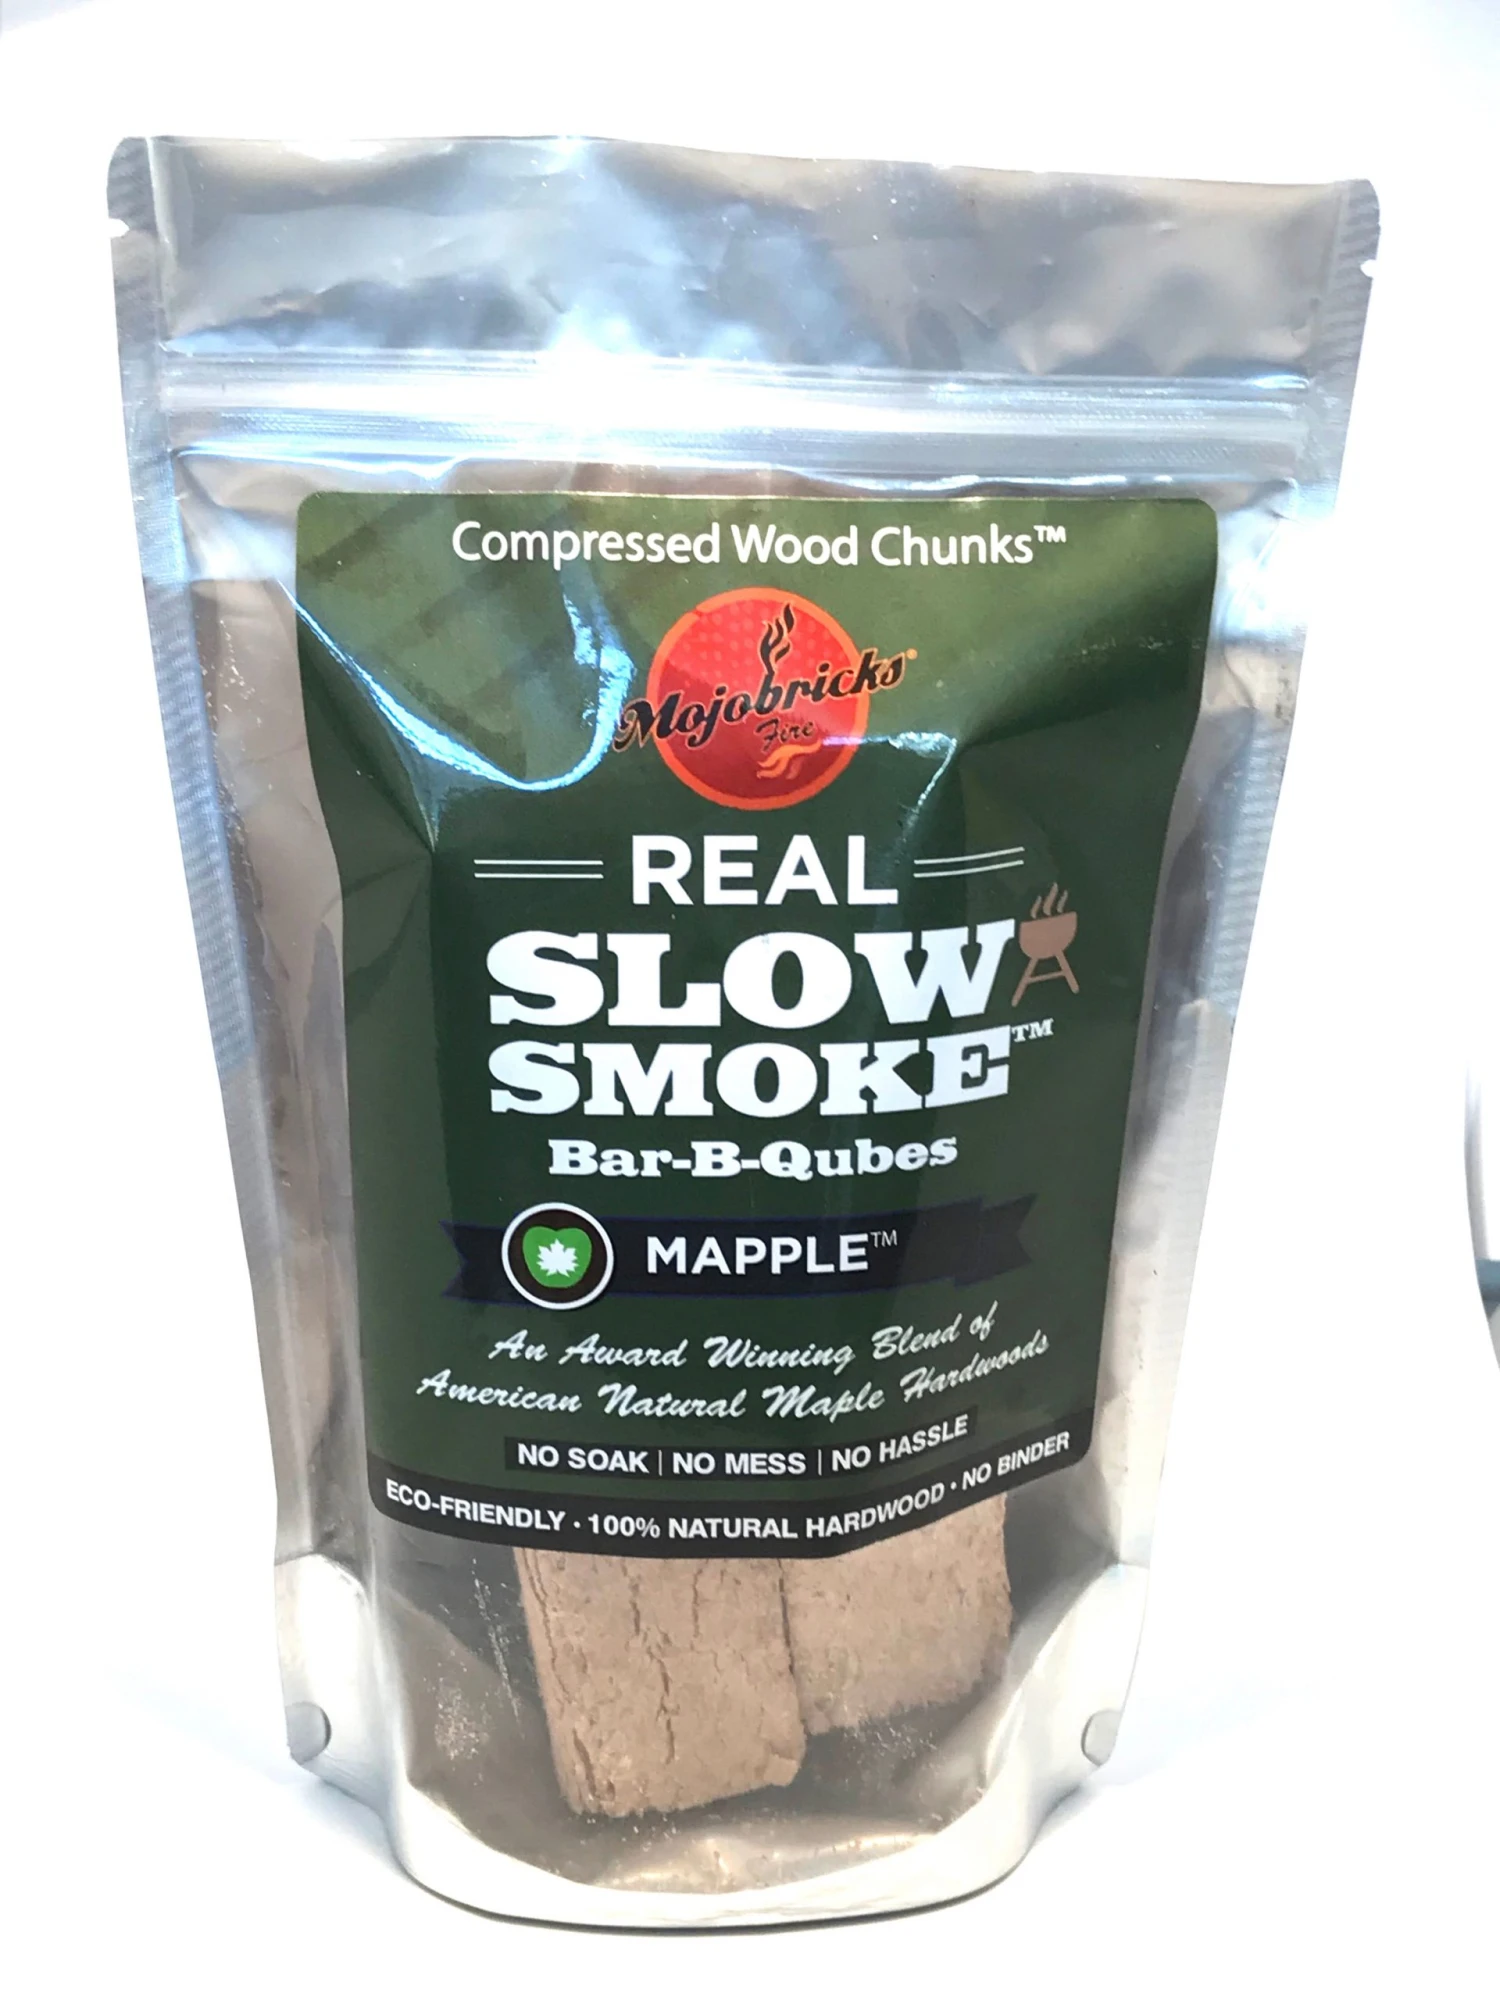 Compressed Wood Chunks™
Mojobricks®
Fire
REAL
SLOW
SMOKE™
Bar-B-Qubes
MAPPLE™
An Award Winning Blend of
American Natural Maple Hardwoods
NO SOAK | NO MESS | NO HASSLE
ECO-FRIENDLY · 100% NATURAL HARDWOOD · NO BINDER